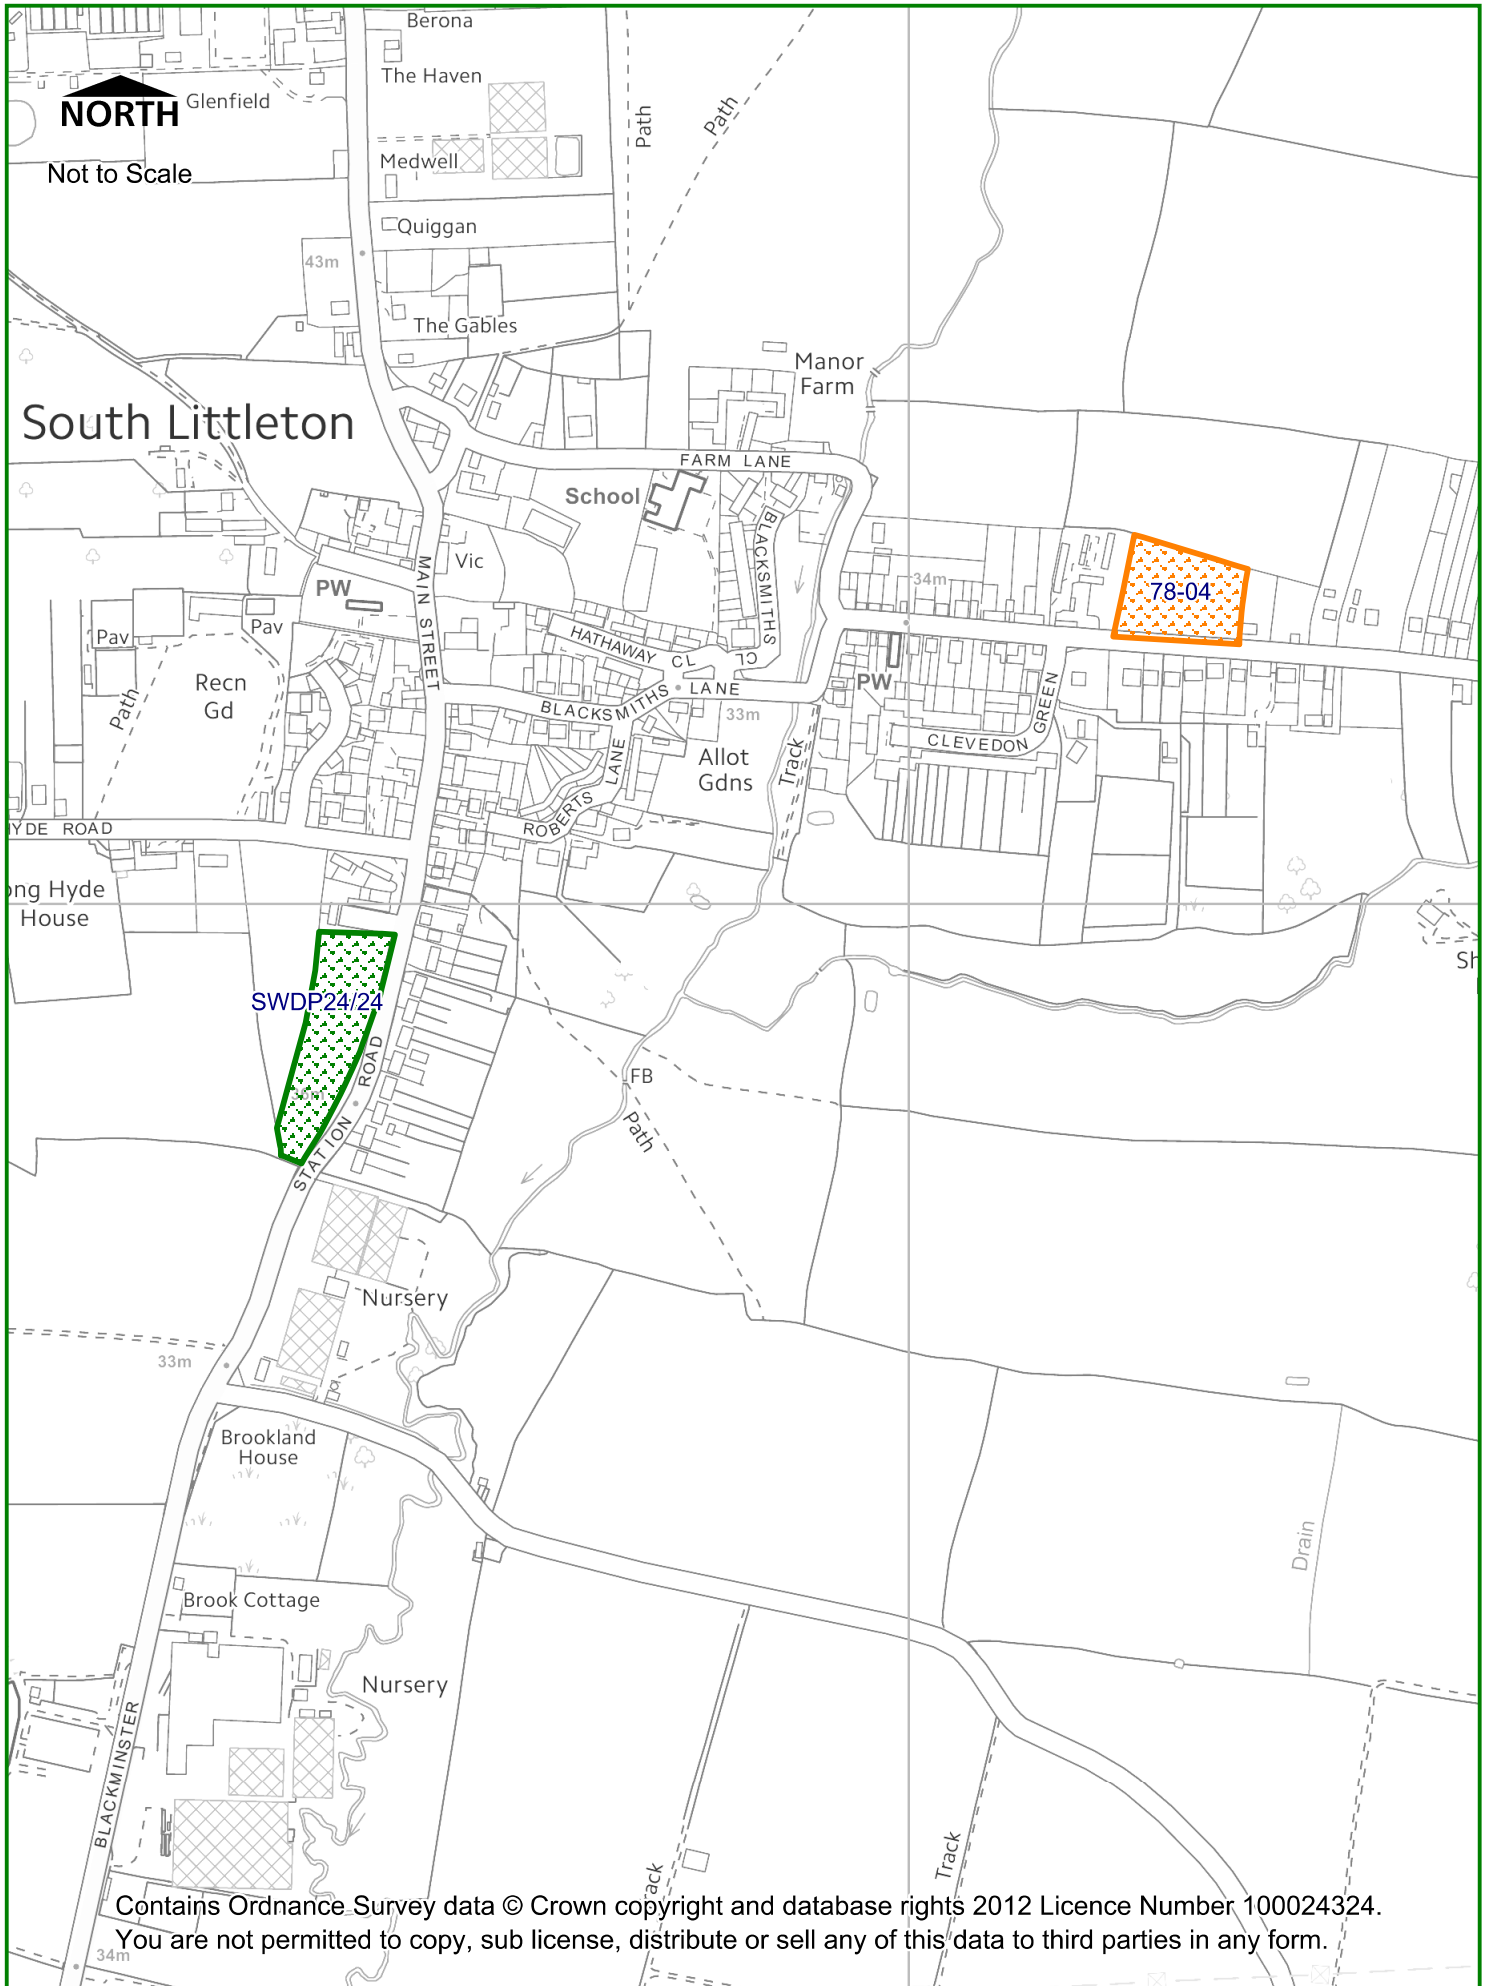 Berona
The Haven
NORTH
Glenfield
Path
Path
Medwell
Not to Scale
Quiggan
43m
The Gables
Manor
Farm
South Littleton
FARM LANE
School
BLACKSMITHS
CL
MAIN STREET
Vic
PW
34m
78-04
Pav
Pav
HATHAWAY CL
Path
Recn
Gd
BLACKSMITHS LANE
33m
PW
CLEVEDON GREEN
Allot
Gdns
Track
ROBERTS LANE
HYDE ROAD
ong Hyde
House
Sh
SWDP24/24
STATION ROAD
FB
Path
Nursery
33m
Brookland
House
Drain
Brook Cottage
Nursery
BLACKMINSTER
Track
ack
Contains Ordnance Survey data © Crown copyright and database rights 2012 Licence Number 100024324.
You are not permitted to copy, sub license, distribute or sell any of this data to third parties in any form.
34m